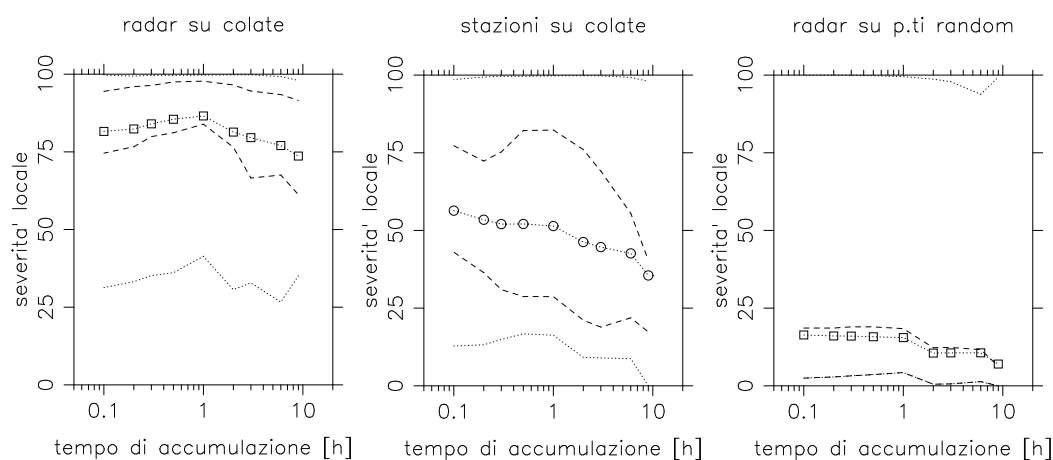 radar su colate
stazioni su colate
radar su p.ti random
severita' locale
100
75
50
25
0
0.1
1
10
tempo di accumulazione [h]
severita' locale
100
75
50
25
0
0.1
1
10
tempo di accumulazione [h]
severita' locale
100
75
50
25
0
0.1
1
10
tempo di accumulazione [h]